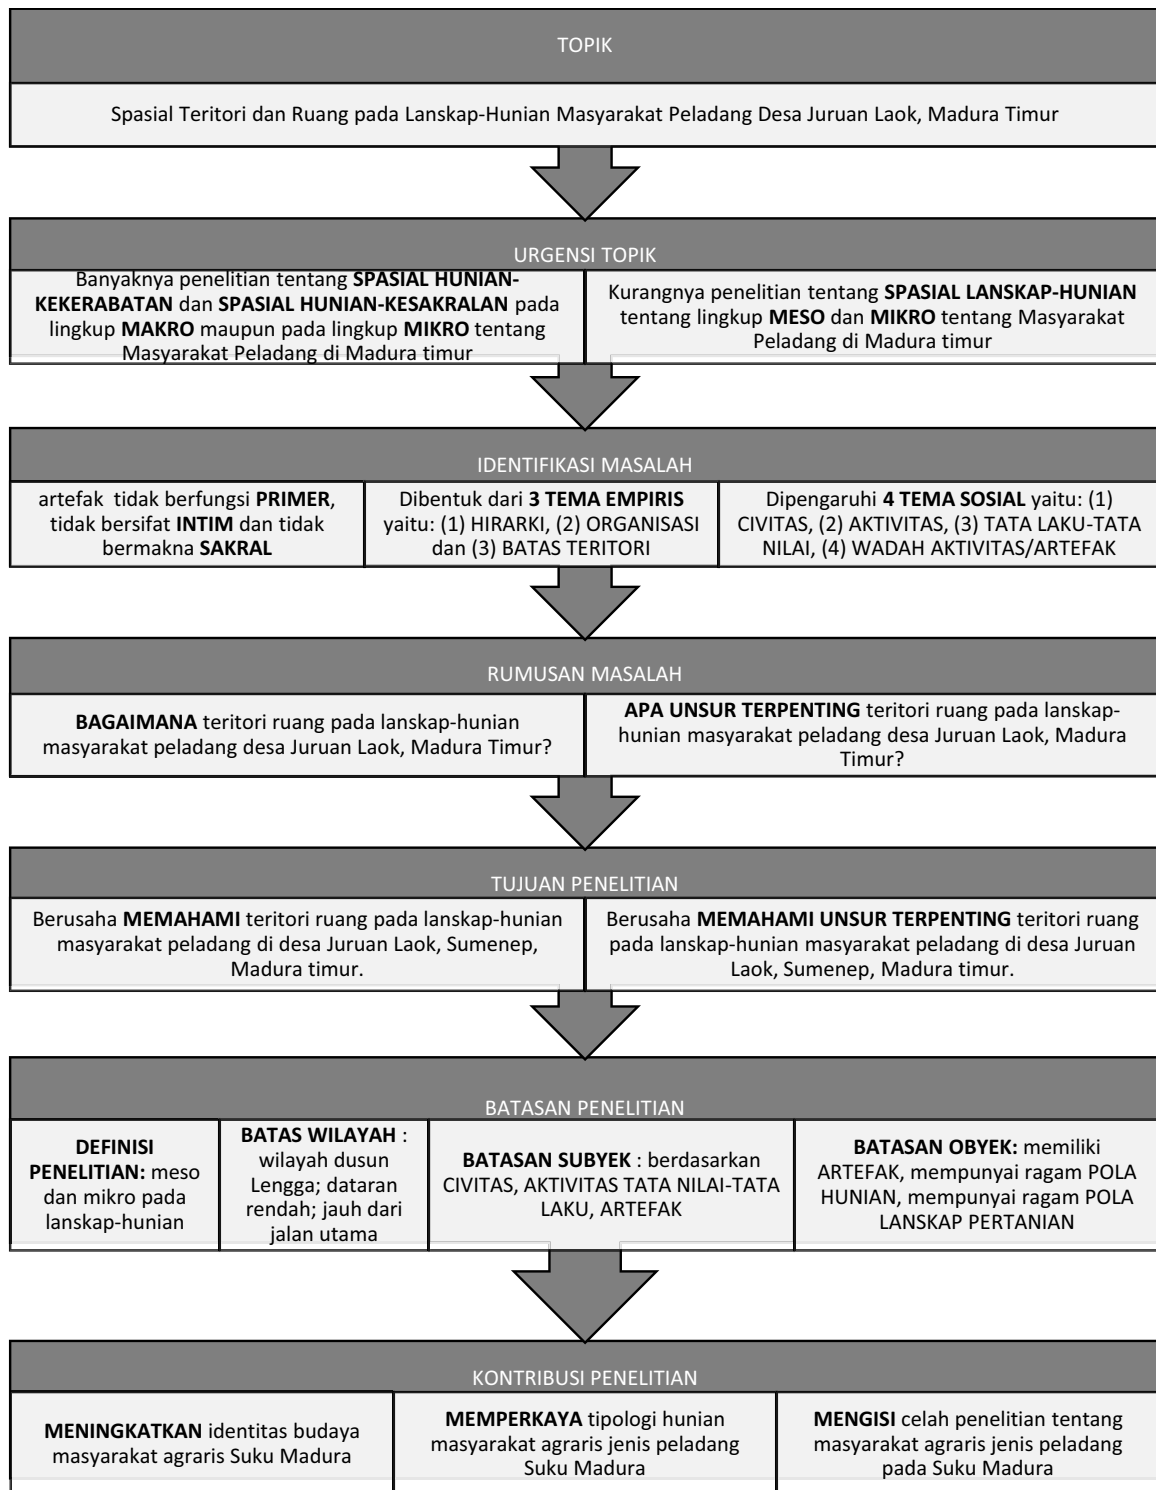 TOPIK
Spasial Teritori dan Ruang pada Lanskap-Hunian Masyarakat Peladang Desa Juruan Laok, Madura Timur
URGENSI TOPIK
Banyaknya penelitian tentang SPASIAL HUNIAN-
KEKERABATAN dan SPASIAL HUNIAN-KESAKRALAN pada
lingkup MAKRO maupun pada lingkup MIKRO tentang
Masyarakat Peladang di Madura timur
Kurangnya penelitian tentang SPASIAL LANSKAP-HUNIAN
tentang lingkup MESO dan MIKRO tentang Masyarakat
Peladang di Madura timur
IDENTIFIKASI MASALAH
artefak tidak berfungsi PRIMER,
tidak bersifat INTIM dan tidak
bermakna SAKRAL
Dibentuk dari 3 TEMA EMPIRIS
yaitu: (1) HIRARKI, (2) ORGANISASI
dan (3) BATAS TERITORI
Dipengaruhi 4 TEMA SOSIAL yaitu: (1)
CIVITAS, (2) AKTIVITAS, (3) TATA LAKU-TATA
NILAI, (4) WADAH AKTIVITAS/ARTEFAK
RUMUSAN MASALAH
BAGAIMANA teritori ruang pada lanskap-hunian
masyarakat peladang desa Juruan Laok, Madura Timur?
APA UNSUR TERPENTING teritori ruang pada lanskap-
hunian masyarakat peladang desa Juruan Laok, Madura
Timur?
TUJUAN PENELITIAN
Berusaha MEMAHAMI teritori ruang pada lanskap-hunian
masyarakat peladang di desa Juruan Laok, Sumenep,
Madura timur.
Berusaha MEMAHAMI UNSUR TERPENTING teritori ruang
pada lanskap-hunian masyarakat peladang di desa Juruan
Laok, Sumenep, Madura timur.
BATASAN PENELITIAN
DEFINISI
PENELITIAN: meso
dan mikro pada
lanskap-hunian
BATAS WILAYAH :
wilayah dusun
Lengga; dataran
rendah; jauh dari
jalan utama
BATASAN SUBYEK : berdasarkan
CIVITAS, AKTIVITAS TATA NILAI-TATA
LAKU, ARTEFAK
BATASAN OBYEK: memiliki
ARTEFAK, mempunyai ragam POLA
HUNIAN, mempunyai ragam POLA
LANSKAP PERTANIAN
KONTRIBUSI PENELITIAN
MENINGKATKAN identitas budaya
masyarakat agraris Suku Madura
MEMPERKAYA tipologi hunian
masyarakat agraris jenis peladang
Suku Madura
MENGISI celah penelitian tentang
masyarakat agraris jenis peladang
pada Suku Madura